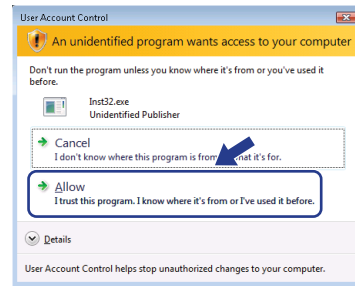 User Account Control
An unidentified program wants access to your computer
Don't run the program unless you know where it's from or you've used it
before.
Inst32.exe
Unidentified Publisher
Cancel
I don't know where this program is from at it's for.
Allow
I trust this program. I know where it's from or I've used it before.
Details
User Account Control helps stop unauthorized changes to your computer.